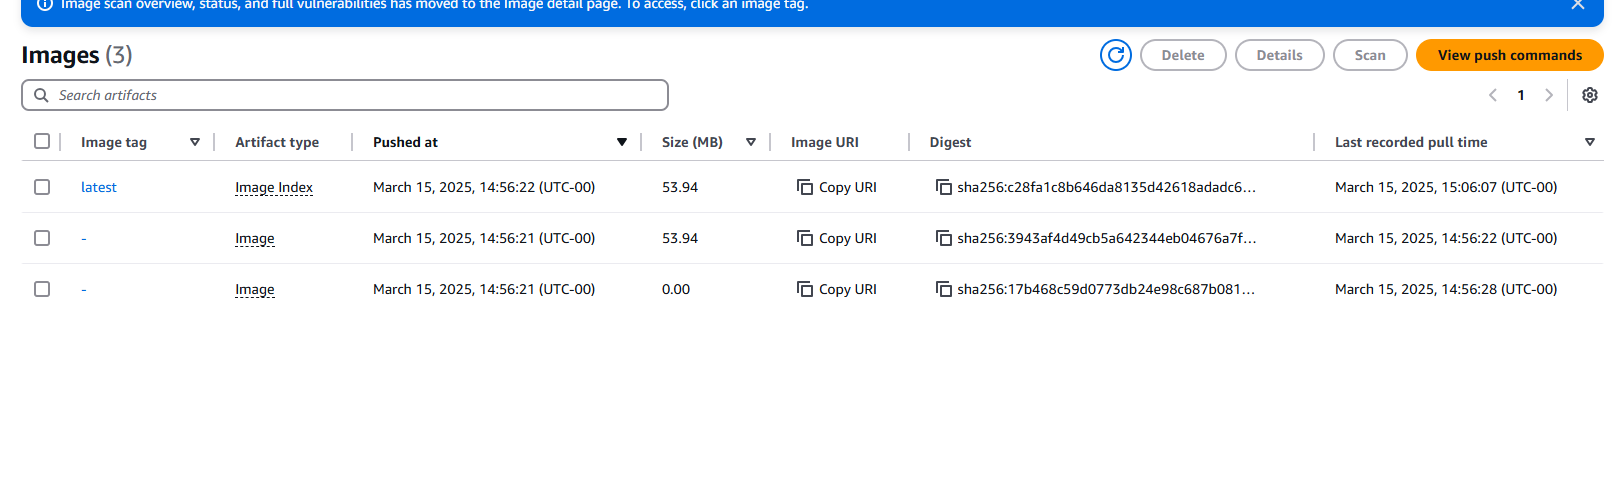 Image scan overview, status, and full vulnerabilities has moved to the Image detail page. To access, click an image tag.
Images (3)
Delete
Details
Scan
View push commands
Search artifacts
1
Image tag Artifact type Pushed at Size (MB) Image URI Digest Last recorded pull time
latest Image Index March 15, 2025, 14:56:22 (UTC-00) 53.94 Copy URI sha256:c28fa1c8b646da8135d42618adadc6... March 15, 2025, 15:06:07 (UTC-00)
- Image March 15, 2025, 14:56:21 (UTC-00) 53.94 Copy URI sha256:3943af4d49cb5a642344eb04676a7f... March 15, 2025, 14:56:22 (UTC-00)
- Image March 15, 2025, 14:56:21 (UTC-00) 0.00 Copy URI sha256:17b468c59d0773db24e98c687b081... March 15, 2025, 14:56:28 (UTC-00)